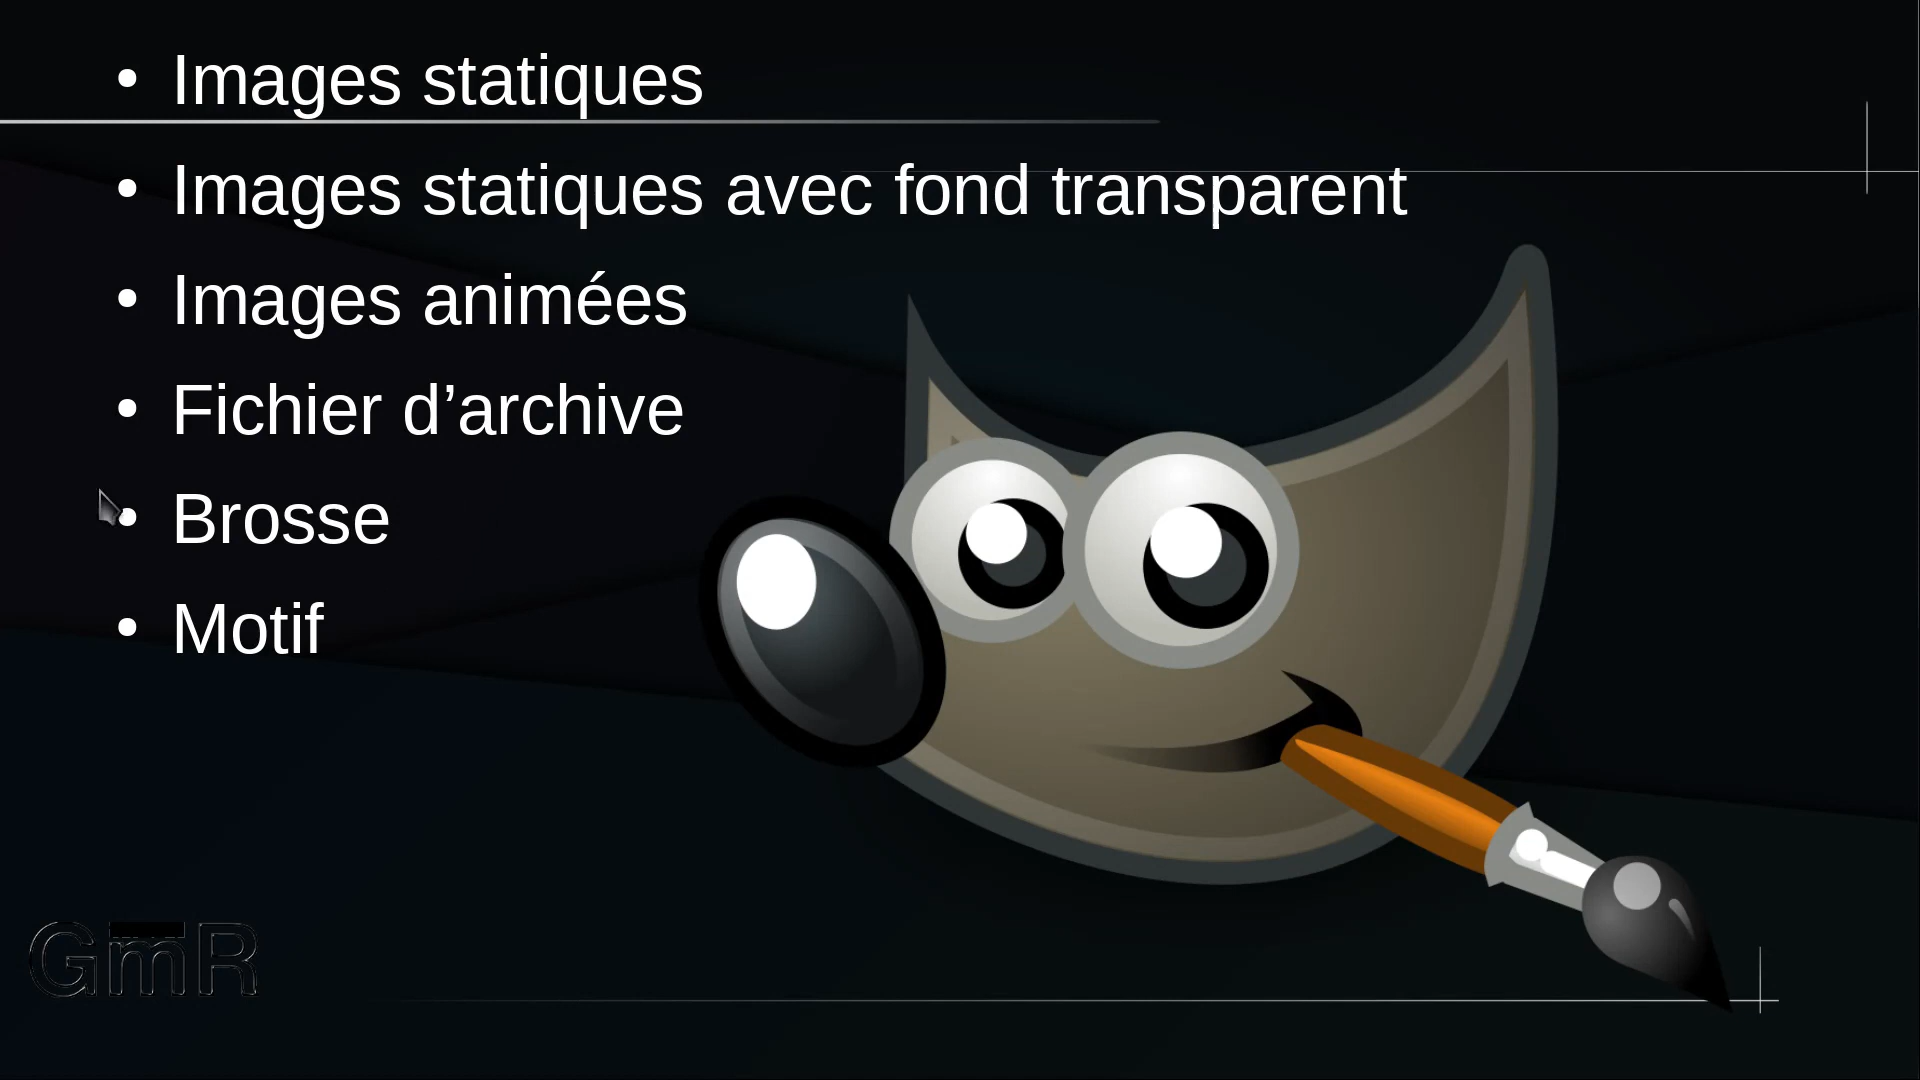 • Images statiques
• Images statiques avec fond transparent
• Images animées
• Fichier d’archive
• Brosse
• Motif
GmR